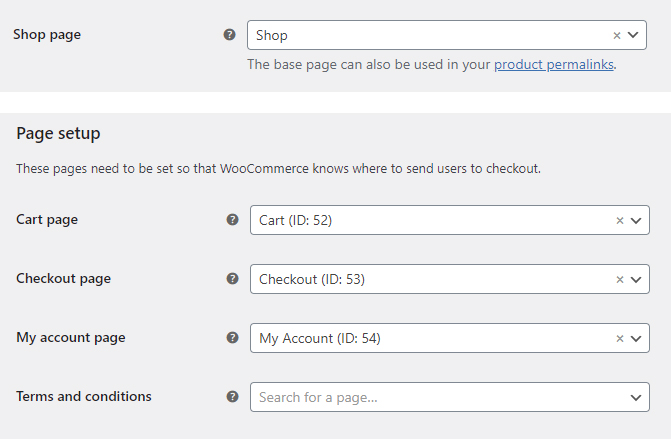 Shop page
Shop
The base page can also be used in your product permalinks.
Page setup
These pages need to be set so that WooCommerce knows where to send users to checkout.
Cart page
Cart (ID: 52)
Checkout page
Checkout (ID: 53)
My account page
My Account (ID: 54)
Terms and conditions
Search for a page...